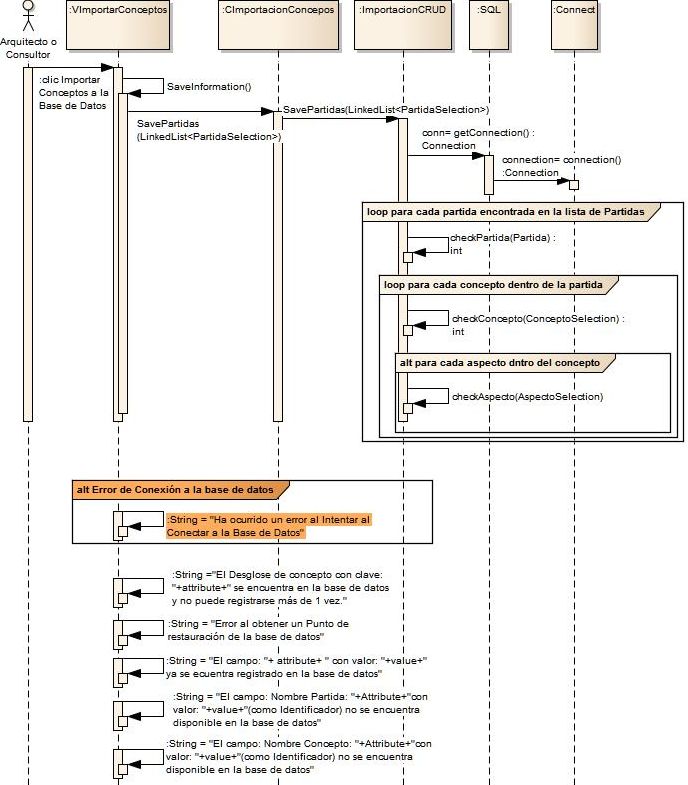 :VImportarConceptos
:CImportacionConcepos
:ImportacionCRUD
:SQL
:Connect
Arquitecto o
Consultor
:clic Importar
Conceptos a la
Base de Datos
SaveInformation()
SavePartidas
(LinkedList<PartidaSelection>)
SavePartidas(LinkedList<PartidaSelection>)
conn= getConnection() :
Connection
connection= connection()
:Connection
loop para cada partida encontrada en la lista de Partidas
checkPartida(Partida) :
int
loop para cada concepto dentro de la partida
checkConcepto(ConceptoSelection) :
int
alt para cada aspecto dntro del concepto
checkAspecto(AspectoSelection)
alt Error de Conexión a la base de datos
:String = "Ha ocurrido un error al Intentar al
Conectar a la Base de Datos"
:String ="El Desglose de concepto con clave:
"+attribute+" se encuentra en la base de datos
y no puede registrarse más de 1 vez."
:String = "Error al obtener un Punto de
restauración de la base de datos"
:String = "El campo: "+ attribute+ " con valor: "+value+"
ya se ecuentra registrado en la base de datos"
:String = "El campo: Nombre Partida: "+Attribute+"con
valor: "+value+"(como Identificador) no se encuentra
disponible en la base de datos"
:String = "El campo: Nombre Concepto: "+Attribute+"con
valor: "+value+"(como Identificador) no se encuentra
disponible en la base de datos"